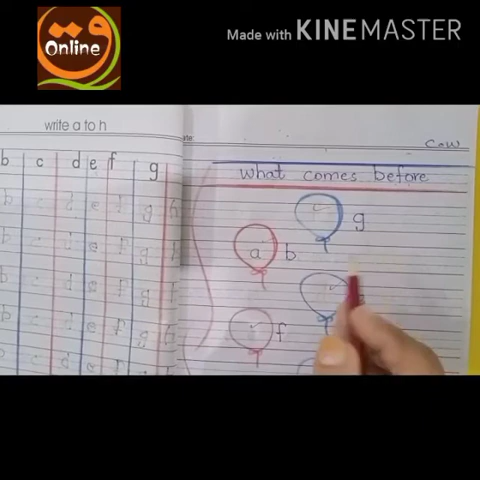 Online
Made with KINEMASTER
write a to h
c.w
what comes before
b c d e f g
g
a b
f
b c d e f g h
b c d e f g h
b c d e f g h
b c d e f g h